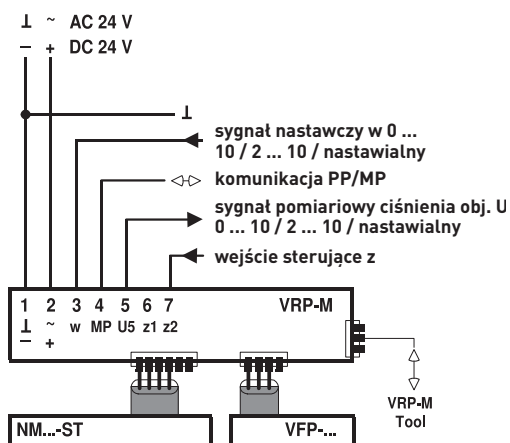 ⊥ ~ AC 24 V
− + DC 24 V
⊥
sygnał nastawczy w 0 ...
10 / 2 ... 10 / nastawialny
komunikacja PP/MP
sygnał pomiarowy ciśnienia obj. U
0 ... 10 / 2 ... 10 / nastawialny
wejście sterujące z
1 2 3 4 5 6 7 VRP-M
⊥ ~ w MP U5 z1 z2
− +
VRP-M
Tool
NM...-ST VFP-...